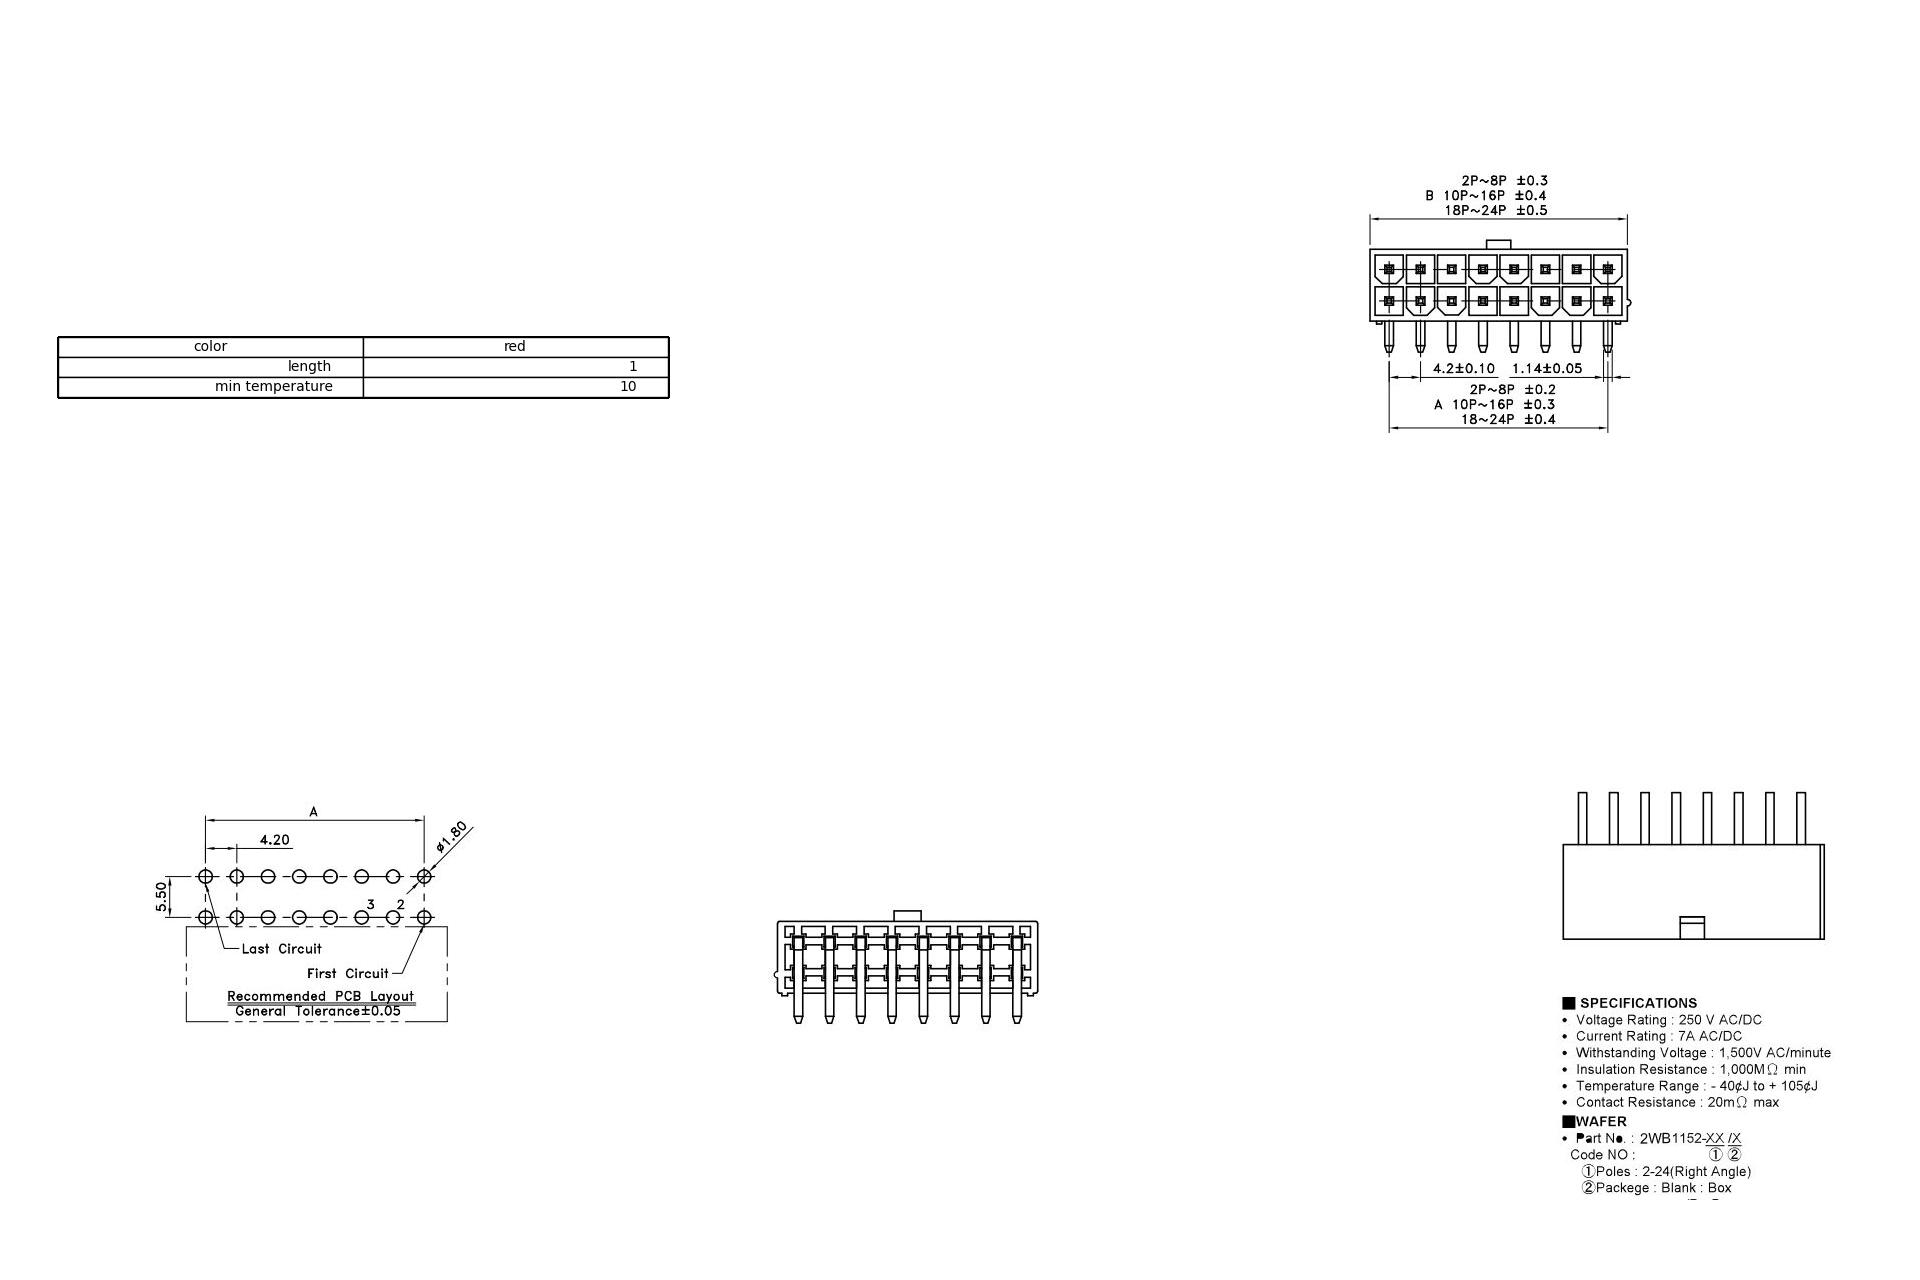 2P~8P ±0.3
B 10P~16P ±0.4
18P~24P ±0.5
color red
length 1
min temperature 10
4.2±0.10 1.14±0.05
2P~8P ±0.2
A 10P~16P ±0.3
18~24P ±0.4
A
4.20
ø1.80
5.50
3 2
Last Circuit
First Circuit
Recommended PCB Layout
General Tolerance±0.05
■ SPECIFICATIONS
• Voltage Rating : 250 V AC/DC
• Current Rating : 7A AC/DC
• Withstanding Voltage : 1,500V AC/minute
• Insulation Resistance : 1,000MΩ min
• Temperature Range : - 40¢J to + 105¢J
• Contact Resistance : 20mΩ max
■WAFER
• Part No. : 2WB1152-XX /X
Code NO : ① ②
①Poles : 2-24(Right Angle)
②Packege : Blank : Box